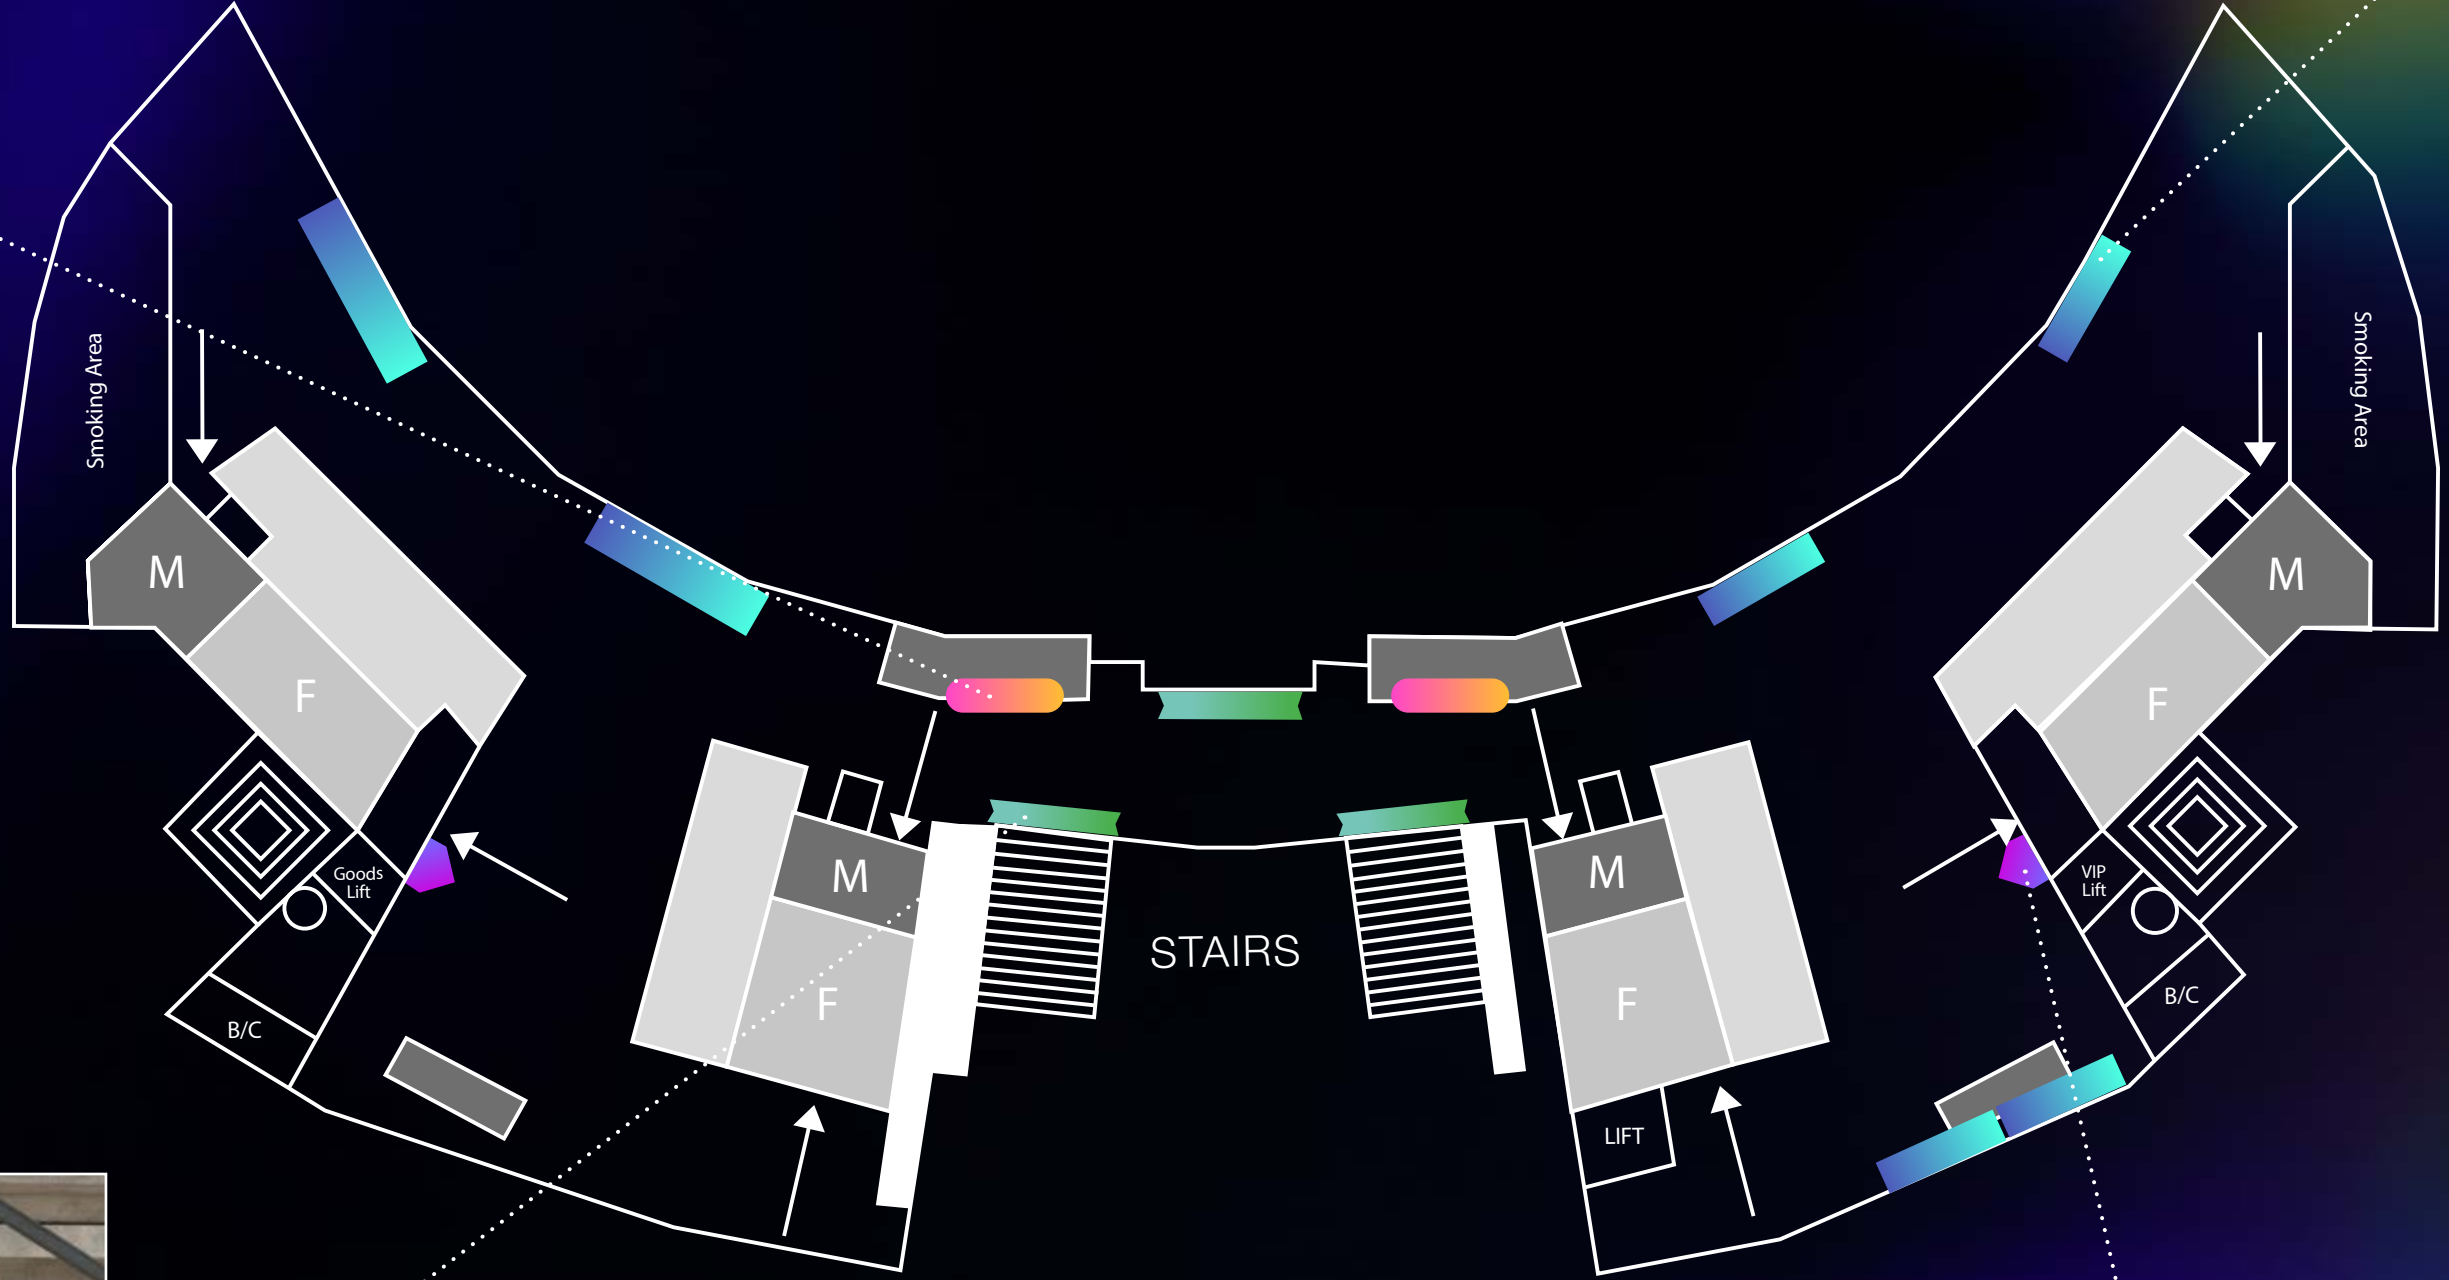 Smoking Area
Smoking Area
M
M
F
F
Goods
Lift
M
M
VIP
Lift
STAIRS
F
F
B/C
B/C
LIFT